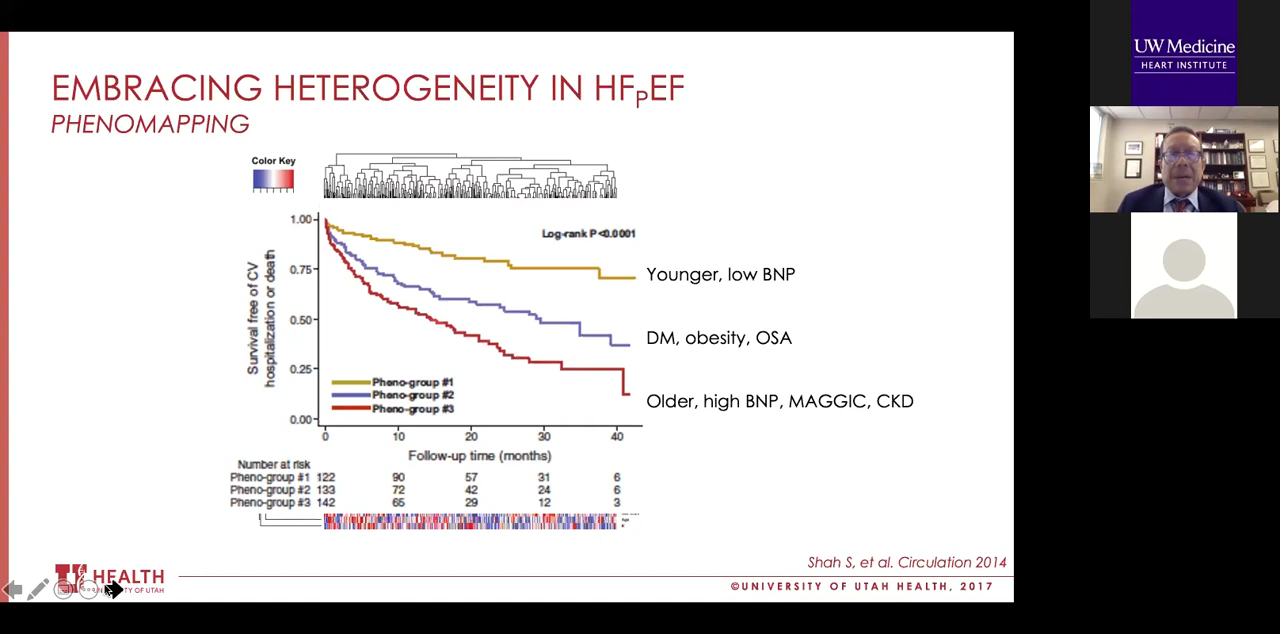 EMBRACING HETEROGENEITY IN HFPEF
PHENOMAPPING
Color Key
1.00
0.75
0.50
0.25
0.00
Survival free of CV
hospitalization or death
Log-rank P<0.0001
Younger, low BNP
DM, obesity, OSA
Older, high BNP, MAGGIC, CKD
Pheno-group #1
Pheno-group #2
Pheno-group #3
0 10 20 30 40
Follow-up time (months)
Number at risk
Pheno-group #1 122 90 57 31 6
Pheno-group #2 133 72 42 24 6
Pheno-group #3 142 65 29 12 3
Shah S, et al. Circulation 2014
HEALTH
OF UTAH
©UNIVERSITY OF UTAH HEALTH, 2017
UW Medicine
HEART INSTITUTE